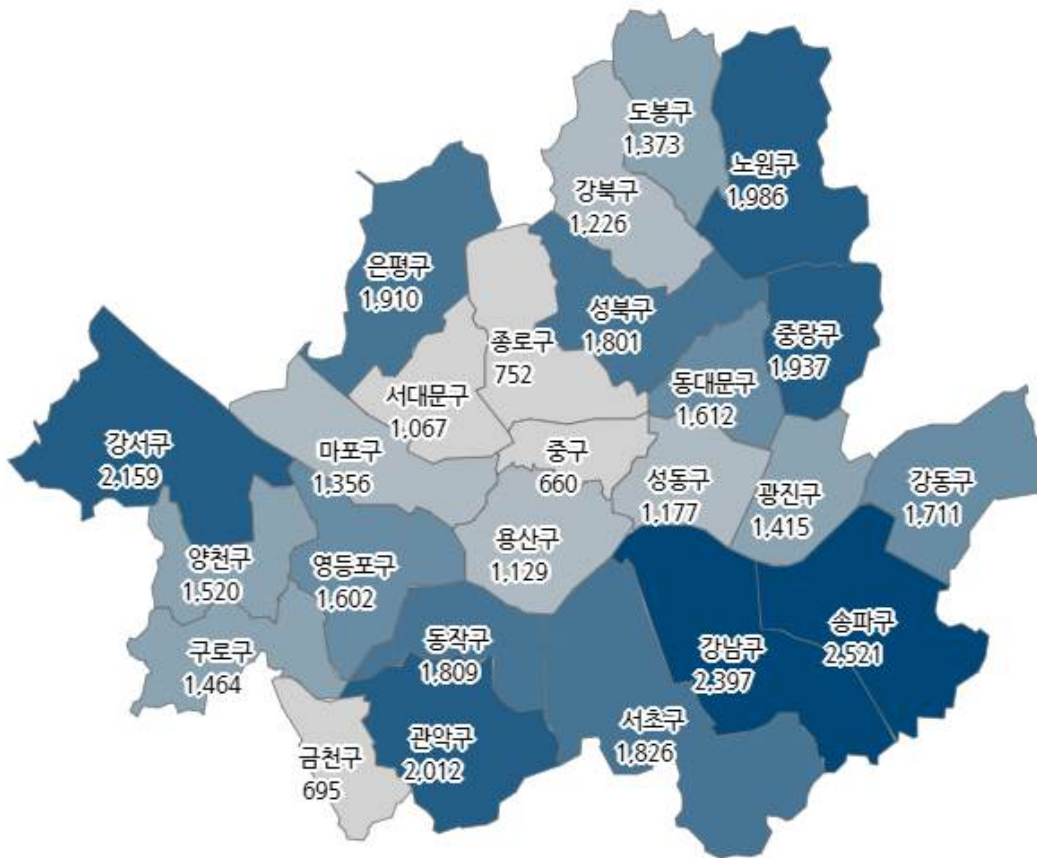 도봉구
1,373
노원구
1,986
강북구
1,226
은평구
1,910
성북구
1,801
중랑구
1,937
종로구
752
동대문구
1,612
서대문구
1,067
강서구
2,159
마포구
1,356
중구
660
성동구
1,177
광진구
1,415
강동구
1,711
양천구
1,520
영등포구
1,602
용산구
1,129
구로구
1,464
동작구
1,809
강남구
2,397
송파구
2,521
서초구
1,826
금천구
695
관악구
2,012